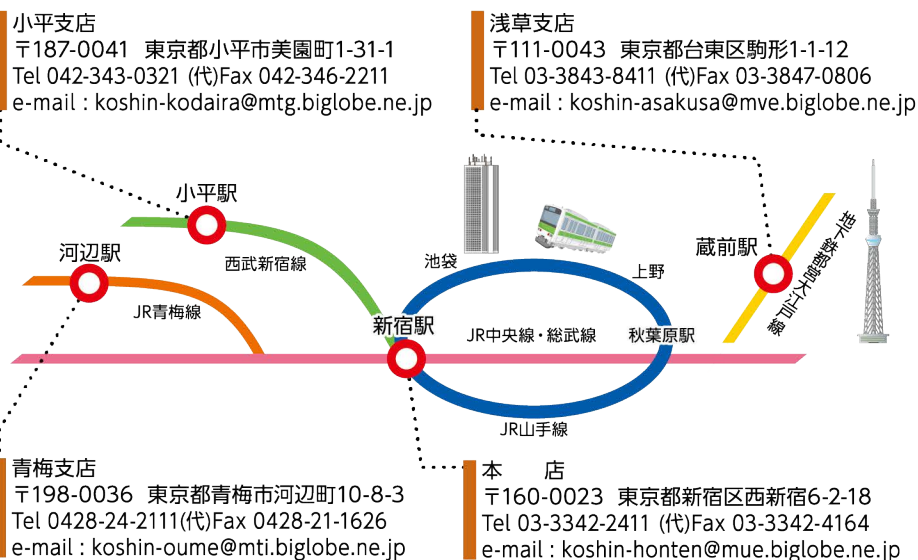 小平支店
〒187-0041 東京都小平市美園町1-31-1
Tel 042-343-0321 (代)Fax 042-346-2211
e-mail : koshin-kodaira@mtg.biglobe.ne.jp
浅草支店
〒111-0043 東京都台東区駒形1-1-12
Tel 03-3843-8411 (代)Fax 03-3847-0806
e-mail : koshin-asakusa@mve.biglobe.ne.jp
小平駅
河辺駅
西武新宿線
JR青梅線
池袋
上野
蔵前駅
地下鉄都営大江戸線
新宿駅
JR中央線・総武線
秋葉原駅
JR山手線
青梅支店
〒198-0036 東京都青梅市河辺町10-8-3
Tel 0428-24-2111(代)Fax 0428-21-1626
e-mail : koshin-oume@mti.biglobe.ne.jp
本 店
〒160-0023 東京都新宿区西新宿6-2-18
Tel 03-3342-2411 (代)Fax 03-3342-4164
e-mail : koshin-honten@mue.biglobe.ne.jp